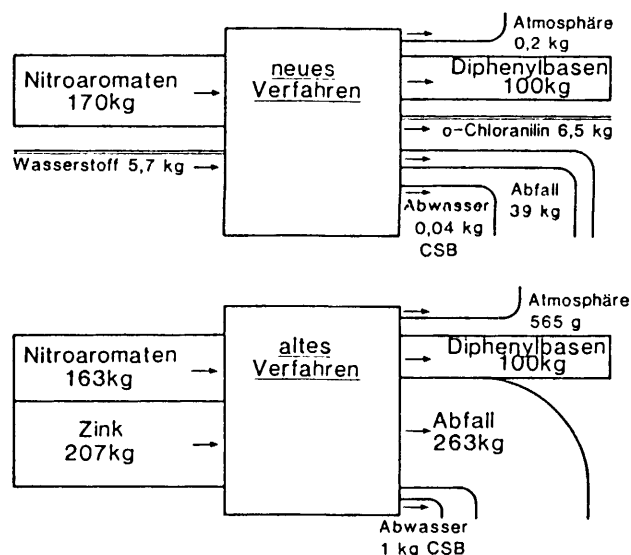 Atmosphäre
0,2 kg
Nitroaromaten
170kg
neues
Verfahren
Diphenylbasen
100kg
o-Chloranilin 6,5 kg
Wasserstoff 5,7 kg
Abwasser
0,04 kg
CSB
Abfall
39 kg
Atmosphäre
565 g
Nitroaromaten
163kg
altes
Verfahren
Diphenylbasen
100kg
Zink
207kg
Abfall
263kg
Abwasser
1 kg CSB